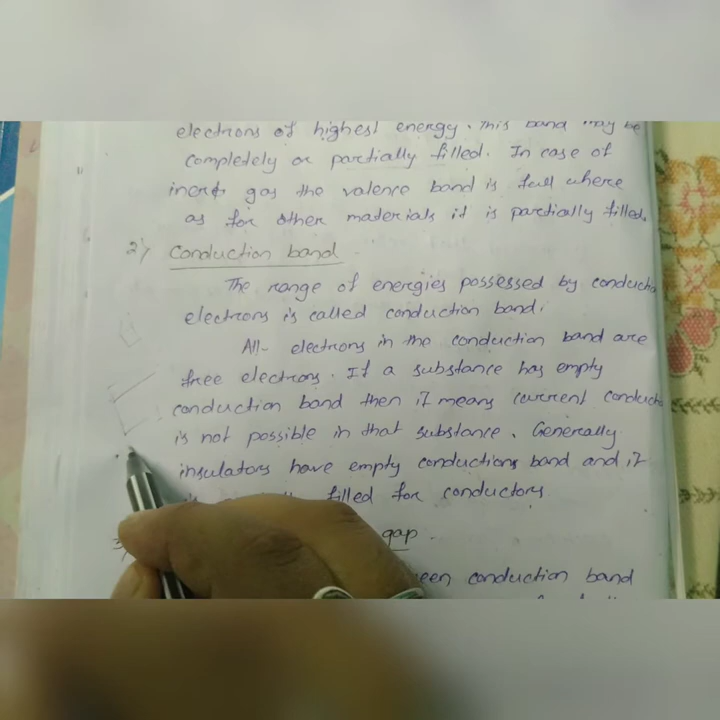 electrons of highest energy. This band may be
completely or partially filled. In case of
inert gas the valence band is full where
as for other materials it is partially filled.
2) Conduction band
The range of energies possessed by conducti
electrons is called conduction band.
All electrons in the conduction band are
free electrons. If a substance has empty
conduction band then it means current conducti
is not possible in that substance. Generally
insulators have empty conductions band and it
filled for conductors
3) gap
een conduction band